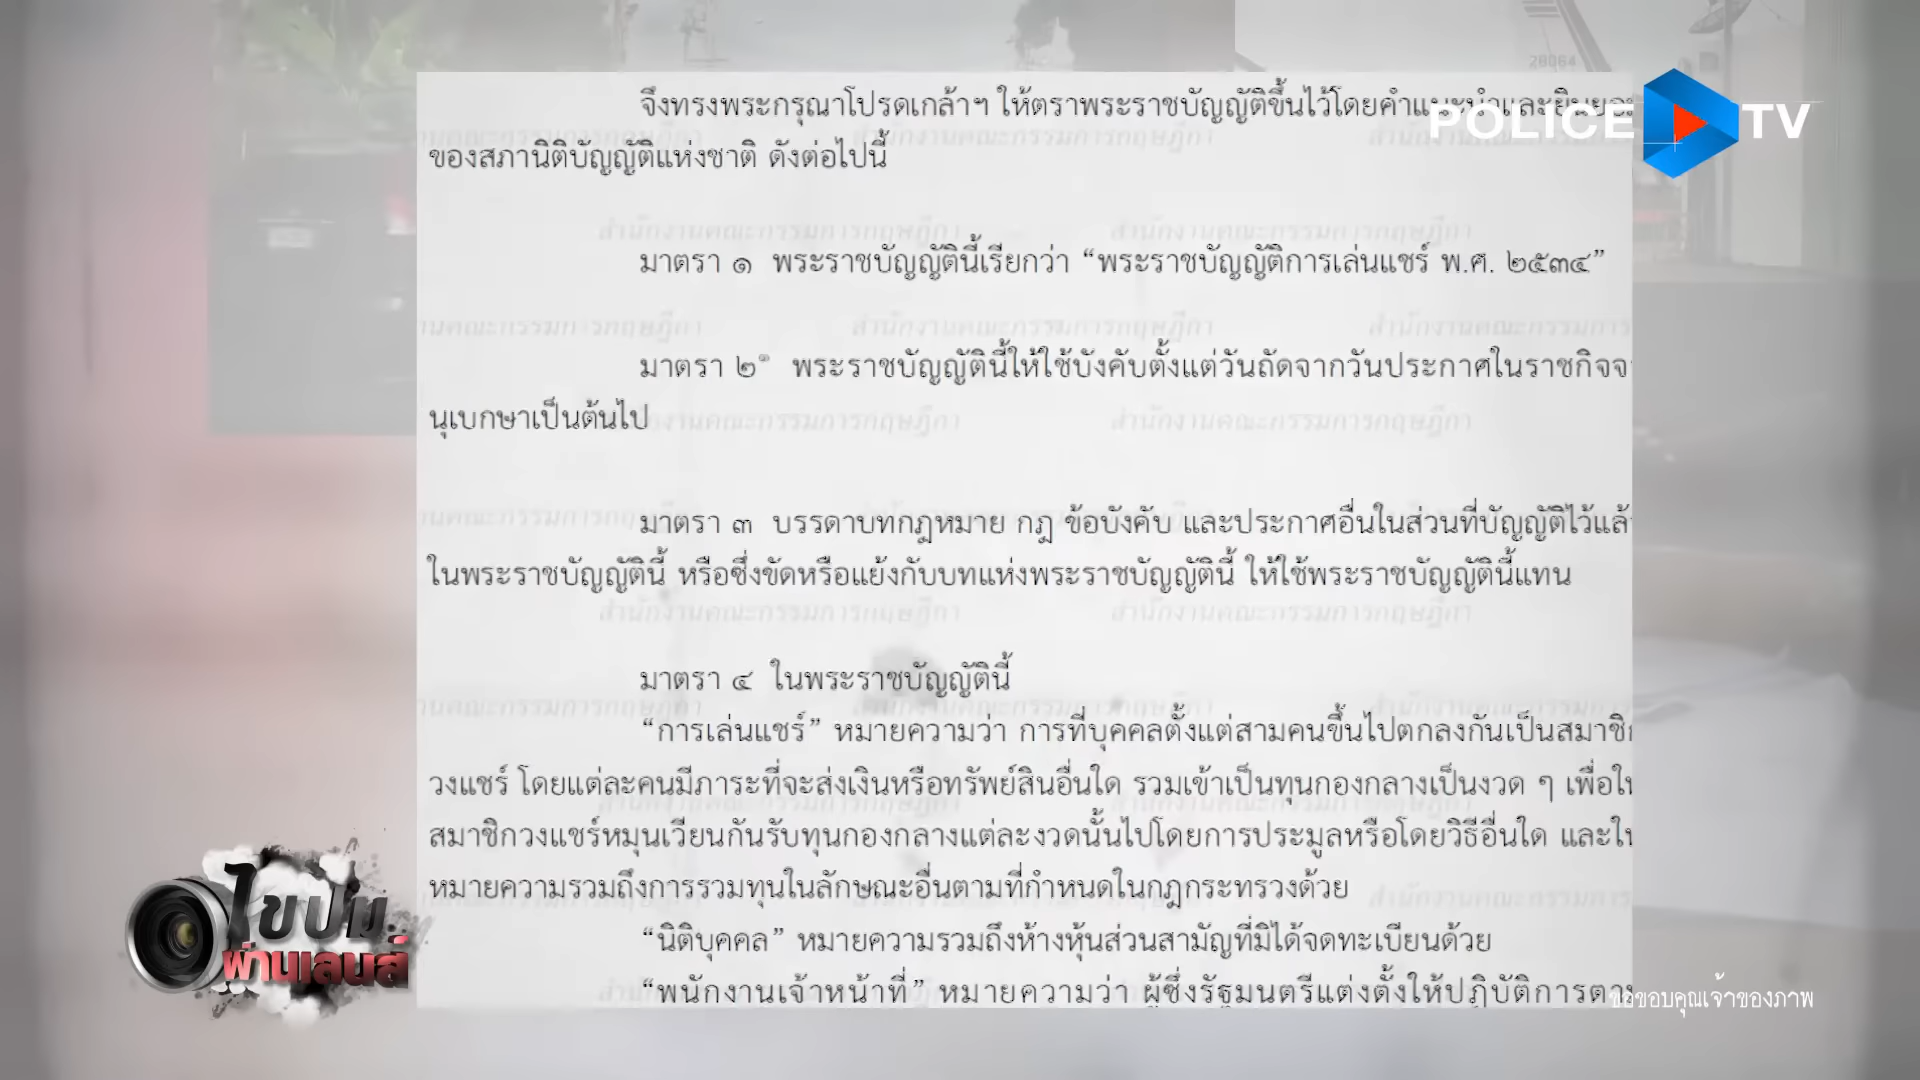 จึงทรงพระกรุณาโปรดเกล้าฯ ให้ตราพระราชบัญญัติขึ้นไว้โดยคำแนะนำและยินยอม
POLICE TV
ของสภานิติบัญญัติแห่งชาติ ดังต่อไปนี้
มาตรา ๑ พระราชบัญญัตินี้เรียกว่า “พระราชบัญญัติการเล่นแชร์ พ.ศ. ๒๕๓๔”
มาตรา ๒๑ พระราชบัญญัตินี้ให้ใช้บังคับตั้งแต่วันถัดจากวันประกาศในราชกิจจา
นุเบกษาเป็นต้นไป
มาตรา ๓ บรรดาบทกฎหมาย กฎ ข้อบังคับ และประกาศอื่นในส่วนที่บัญญัติไว้แล้ว
ในพระราชบัญญัตินี้ หรือซึ่งขัดหรือแย้งกับบทแห่งพระราชบัญญัตินี้ ให้ใช้พระราชบัญญัตินี้แทน
มาตรา ๔ ในพระราชบัญญัตินี้
“การเล่นแชร์” หมายความว่า การที่บุคคลตั้งแต่สามคนขึ้นไปตกลงกันเป็นสมาชิก
วงแชร์ โดยแต่ละคนมีภาระที่จะส่งเงินหรือทรัพย์สินอื่นใด รวมเข้าเป็นทุนกองกลางเป็นงวด ๆ เพื่อให้
สมาชิกวงแชร์หมุนเวียนกันรับทุนกองกลางแต่ละงวดนั้นไปโดยการประมูลหรือโดยวิธีอื่นใด และให้
หมายความรวมถึงการรวมทุนในลักษณะอื่นตามที่กำหนดในกฎกระทรวงด้วย
“นิติบุคคล” หมายความรวมถึงห้างหุ้นส่วนสามัญที่มิได้จดทะเบียนด้วย
“พนักงานเจ้าหน้าที่” หมายความว่า ผู้ซึ่งรัฐมนตรีแต่งตั้งให้ปฏิบัติการตาม
ไขปม
ผ่านเลนส์
ขอขอบคุณเจ้าของภาพ
สำนักงานคณะกรรมการกฤษฎีกา